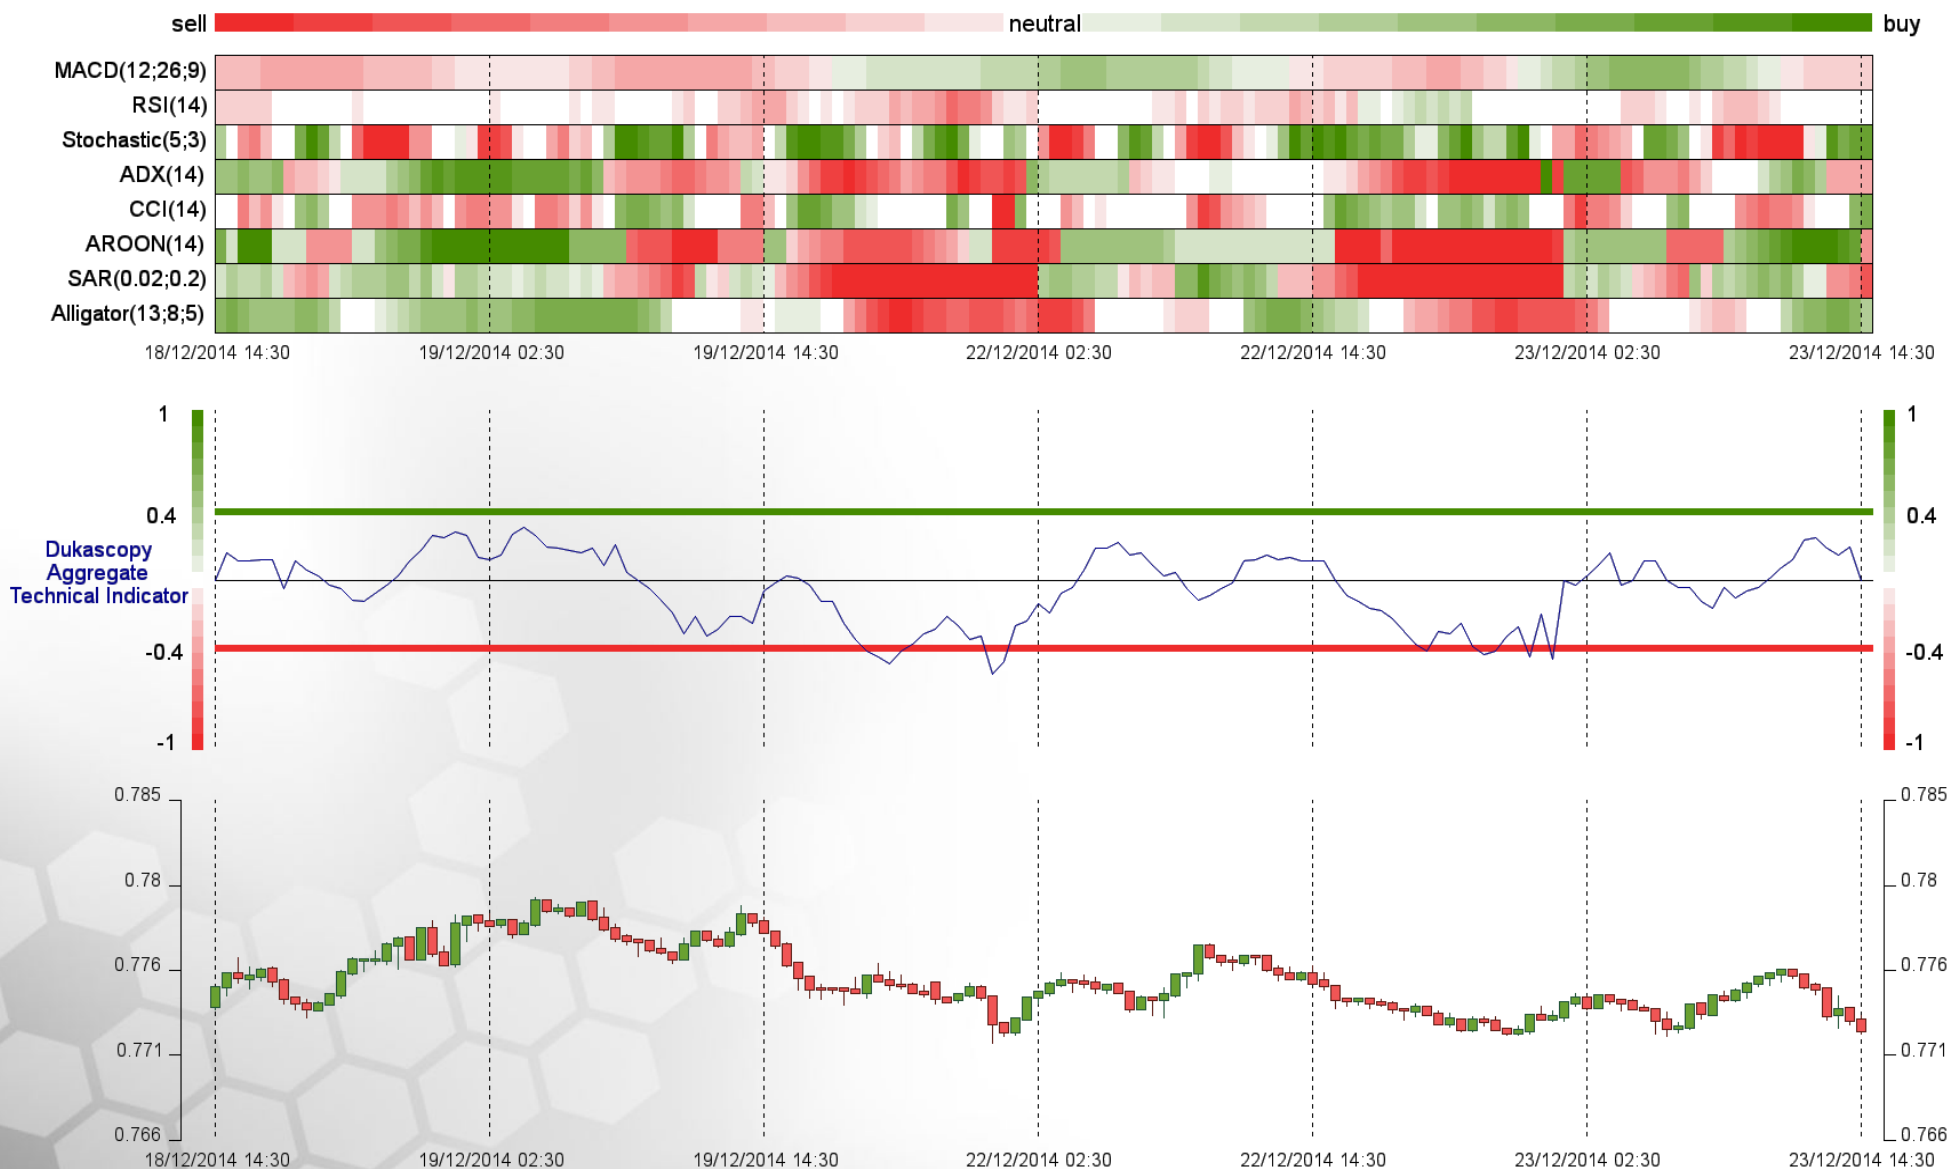 sell neutral buy
MACD(12;26;9)
RSI(14)
Stochastic(5;3)
ADX(14)
CCI(14)
AROON(14)
SAR(0.02;0.2)
Alligator(13;8;5)
18/12/2014 14:30 19/12/2014 02:30 19/12/2014 14:30 22/12/2014 02:30 22/12/2014 14:30 23/12/2014 02:30 23/12/2014 14:30
1 1
0.4 0.4
Dukascopy
Aggregate
Technical Indicator
-0.4 -0.4
-1 -1
0.785 0.785
0.78 0.78
0.776 0.776
0.771 0.771
0.766 0.766
18/12/2014 14:30 19/12/2014 02:30 19/12/2014 14:30 22/12/2014 02:30 22/12/2014 14:30 23/12/2014 02:30 23/12/2014 14:30